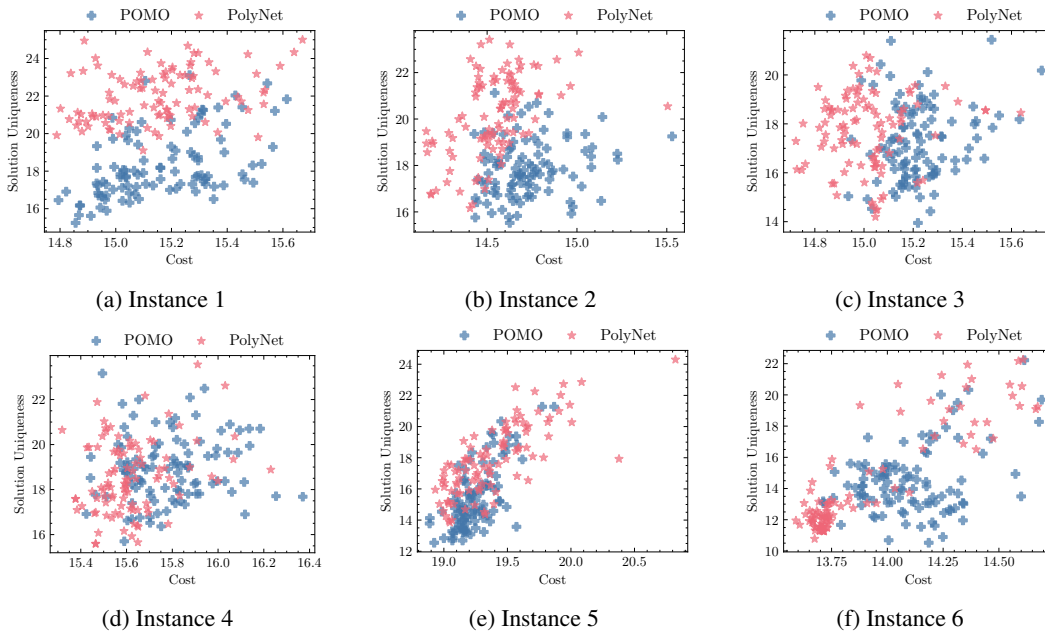 POMO PolyNet
Solution Uniqueness
24
22
20
18
16
14.8 15.0 15.2 15.4 15.6
Cost
(a) Instance 1
POMO PolyNet
Solution Uniqueness
22
20
18
16
14.5 15.0 15.5
Cost
(b) Instance 2
POMO PolyNet
Solution Uniqueness
20
18
16
14
14.8 15.0 15.2 15.4 15.6
Cost
(c) Instance 3
POMO PolyNet
Solution Uniqueness
22
20
18
16
15.4 15.6 15.8 16.0 16.2 16.4
Cost
(d) Instance 4
POMO PolyNet
Solution Uniqueness
24
22
20
18
16
14
12
19.0 19.5 20.0 20.5
Cost
(e) Instance 5
POMO PolyNet
Solution Uniqueness
22
20
18
16
14
12
10
13.75 14.00 14.25 14.50
Cost
(f) Instance 6